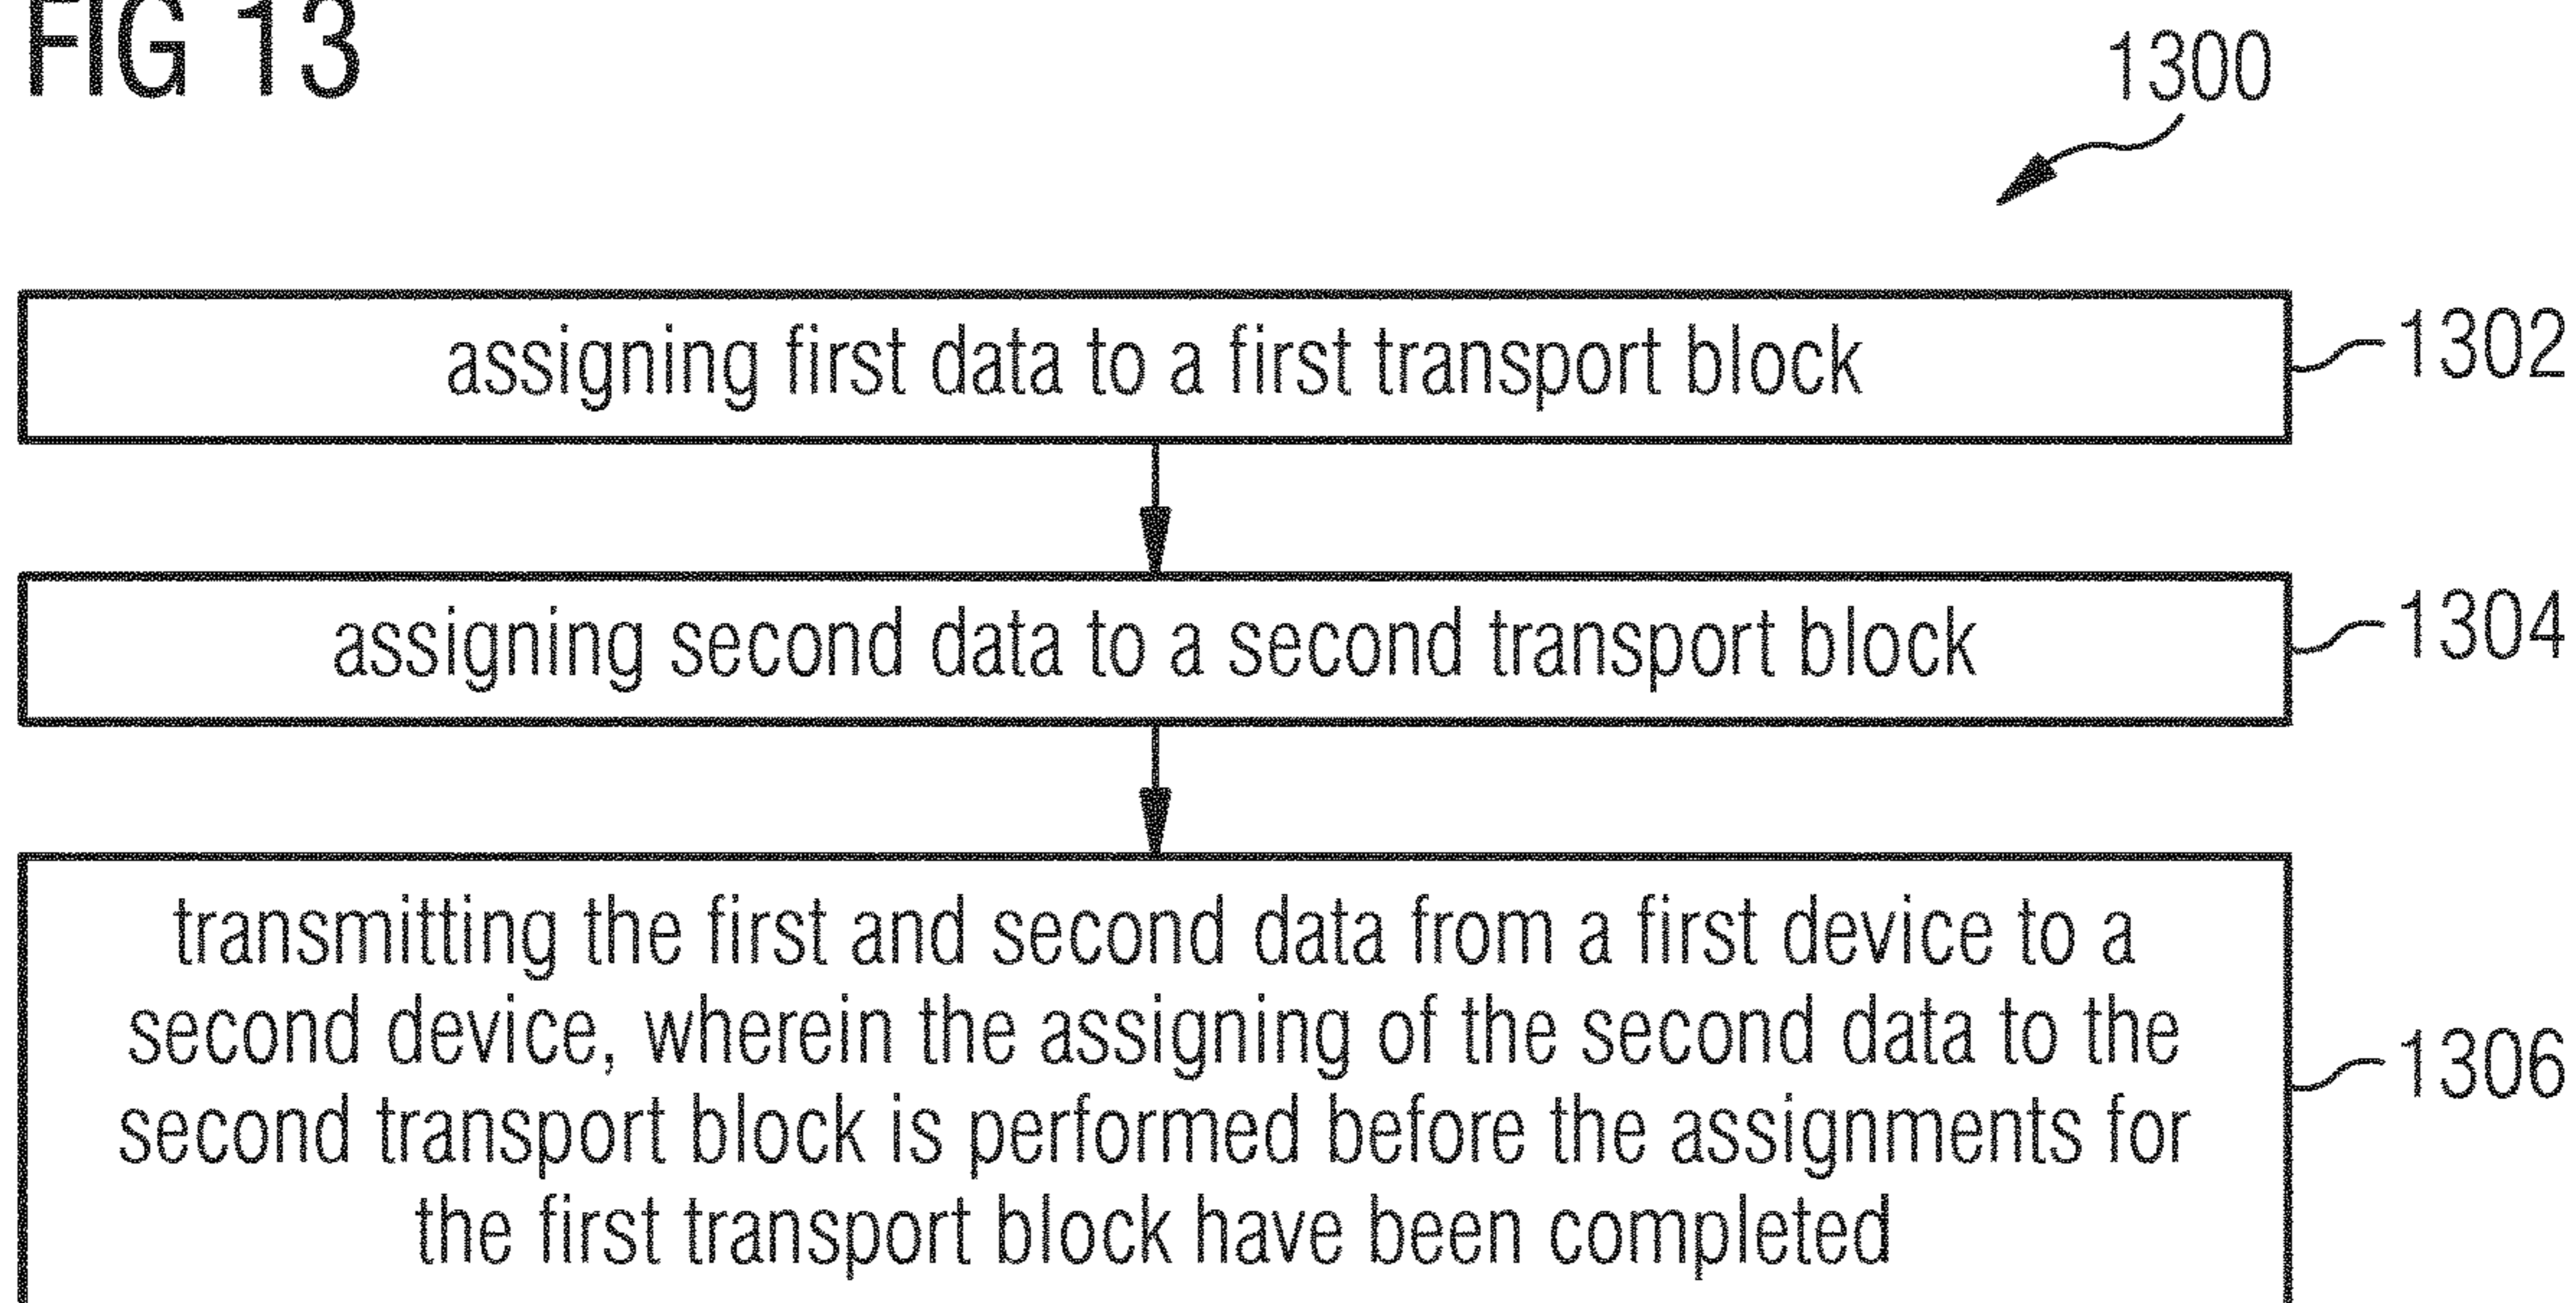 FIG 13
1300
assigning first data to a first transport block
1302
assigning second data to a second transport block
1304
transmitting the first and second data from a first device to a
second device, wherein the assigning of the second data to the
second transport block is performed before the assignments for
the first transport block have been completed
1306